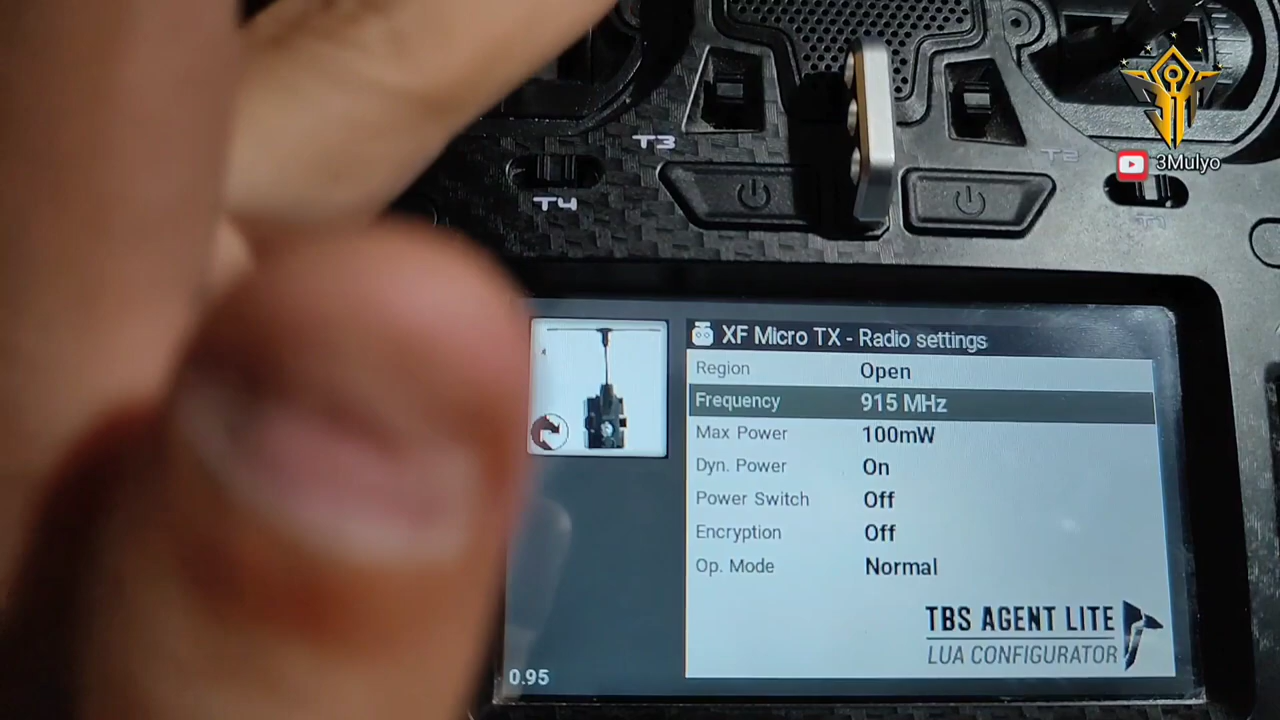 T3
T4
T2
T1
3Mulyo
XF Micro TX - Radio settings
Region Open
Frequency 915 MHz
Max Power 100mW
Dyn. Power On
Power Switch Off
Encryption Off
Op. Mode Normal
TBS AGENT LITE
LUA CONFIGURATOR
0.95